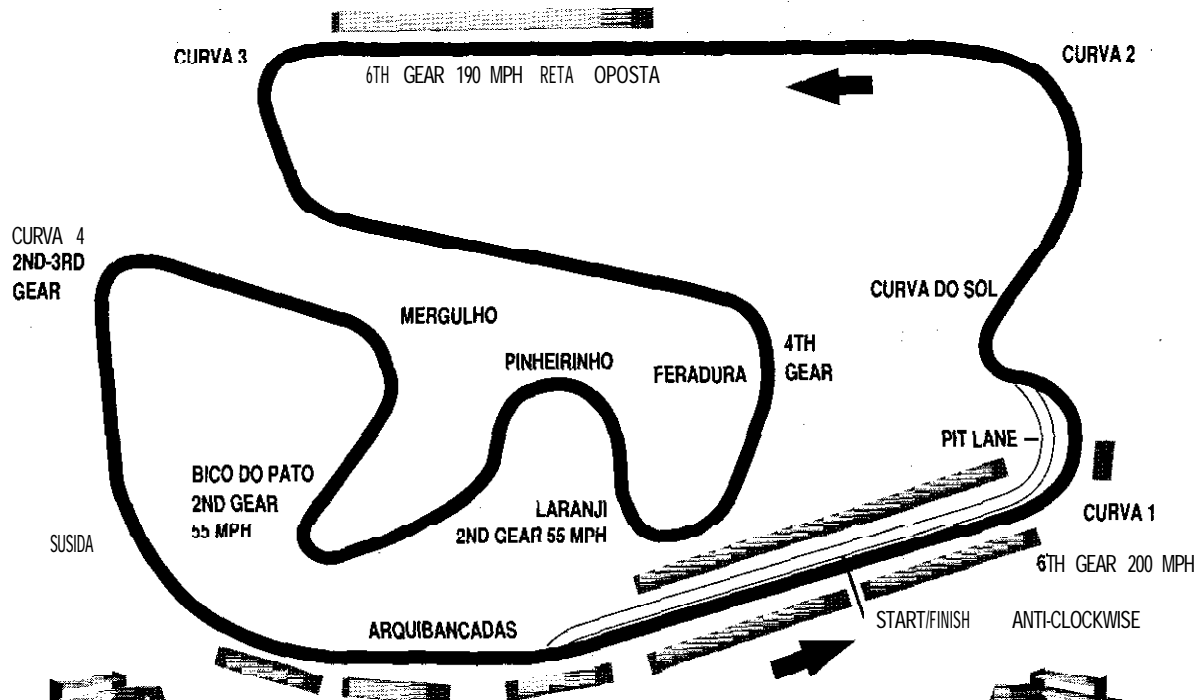 CURVA 3
CURVA 2
6TH GEAR 190 MPH RETA OPOSTA
CURVA 4
2ND-3RD
GEAR
CURVA DO SOL
MERGULHO
PINHEIRINHO
FERADURA
4TH
GEAR
PIT LANE
BICO DO PATO
2ND GEAR
55 MPH
LARANJI
2ND GEAR 55 MPH
CURVA 1
SUSIDA
6TH GEAR 200 MPH
START/FINISH
ANTI-CLOCKWISE
ARQUIBANCADAS